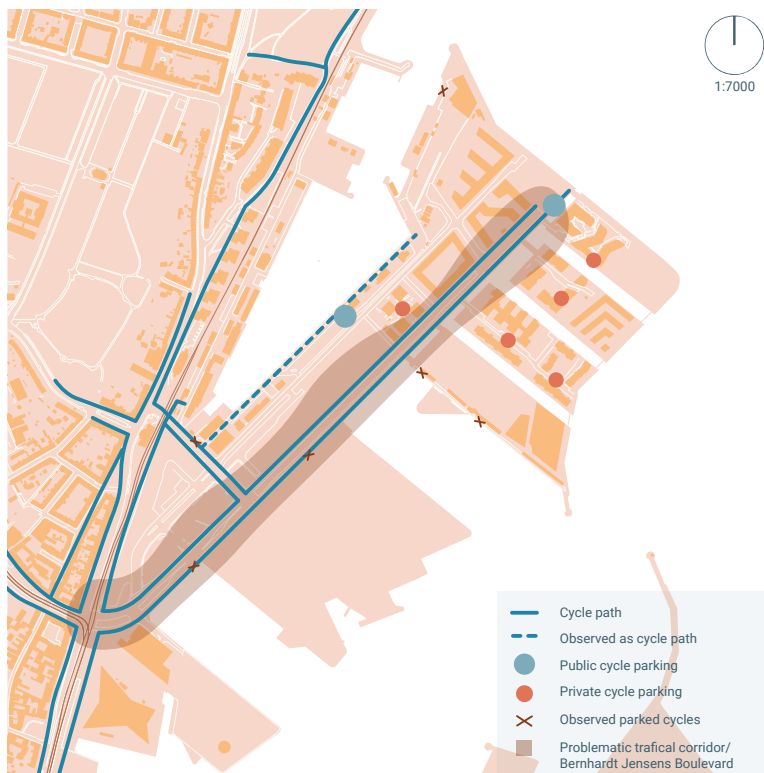 1:7000
Cycle path
Observed as cycle path
Public cycle parking
Private cycle parking
Observed parked cycles
Problematic trafical corridor/
Bernhardt Jensens Boulevard